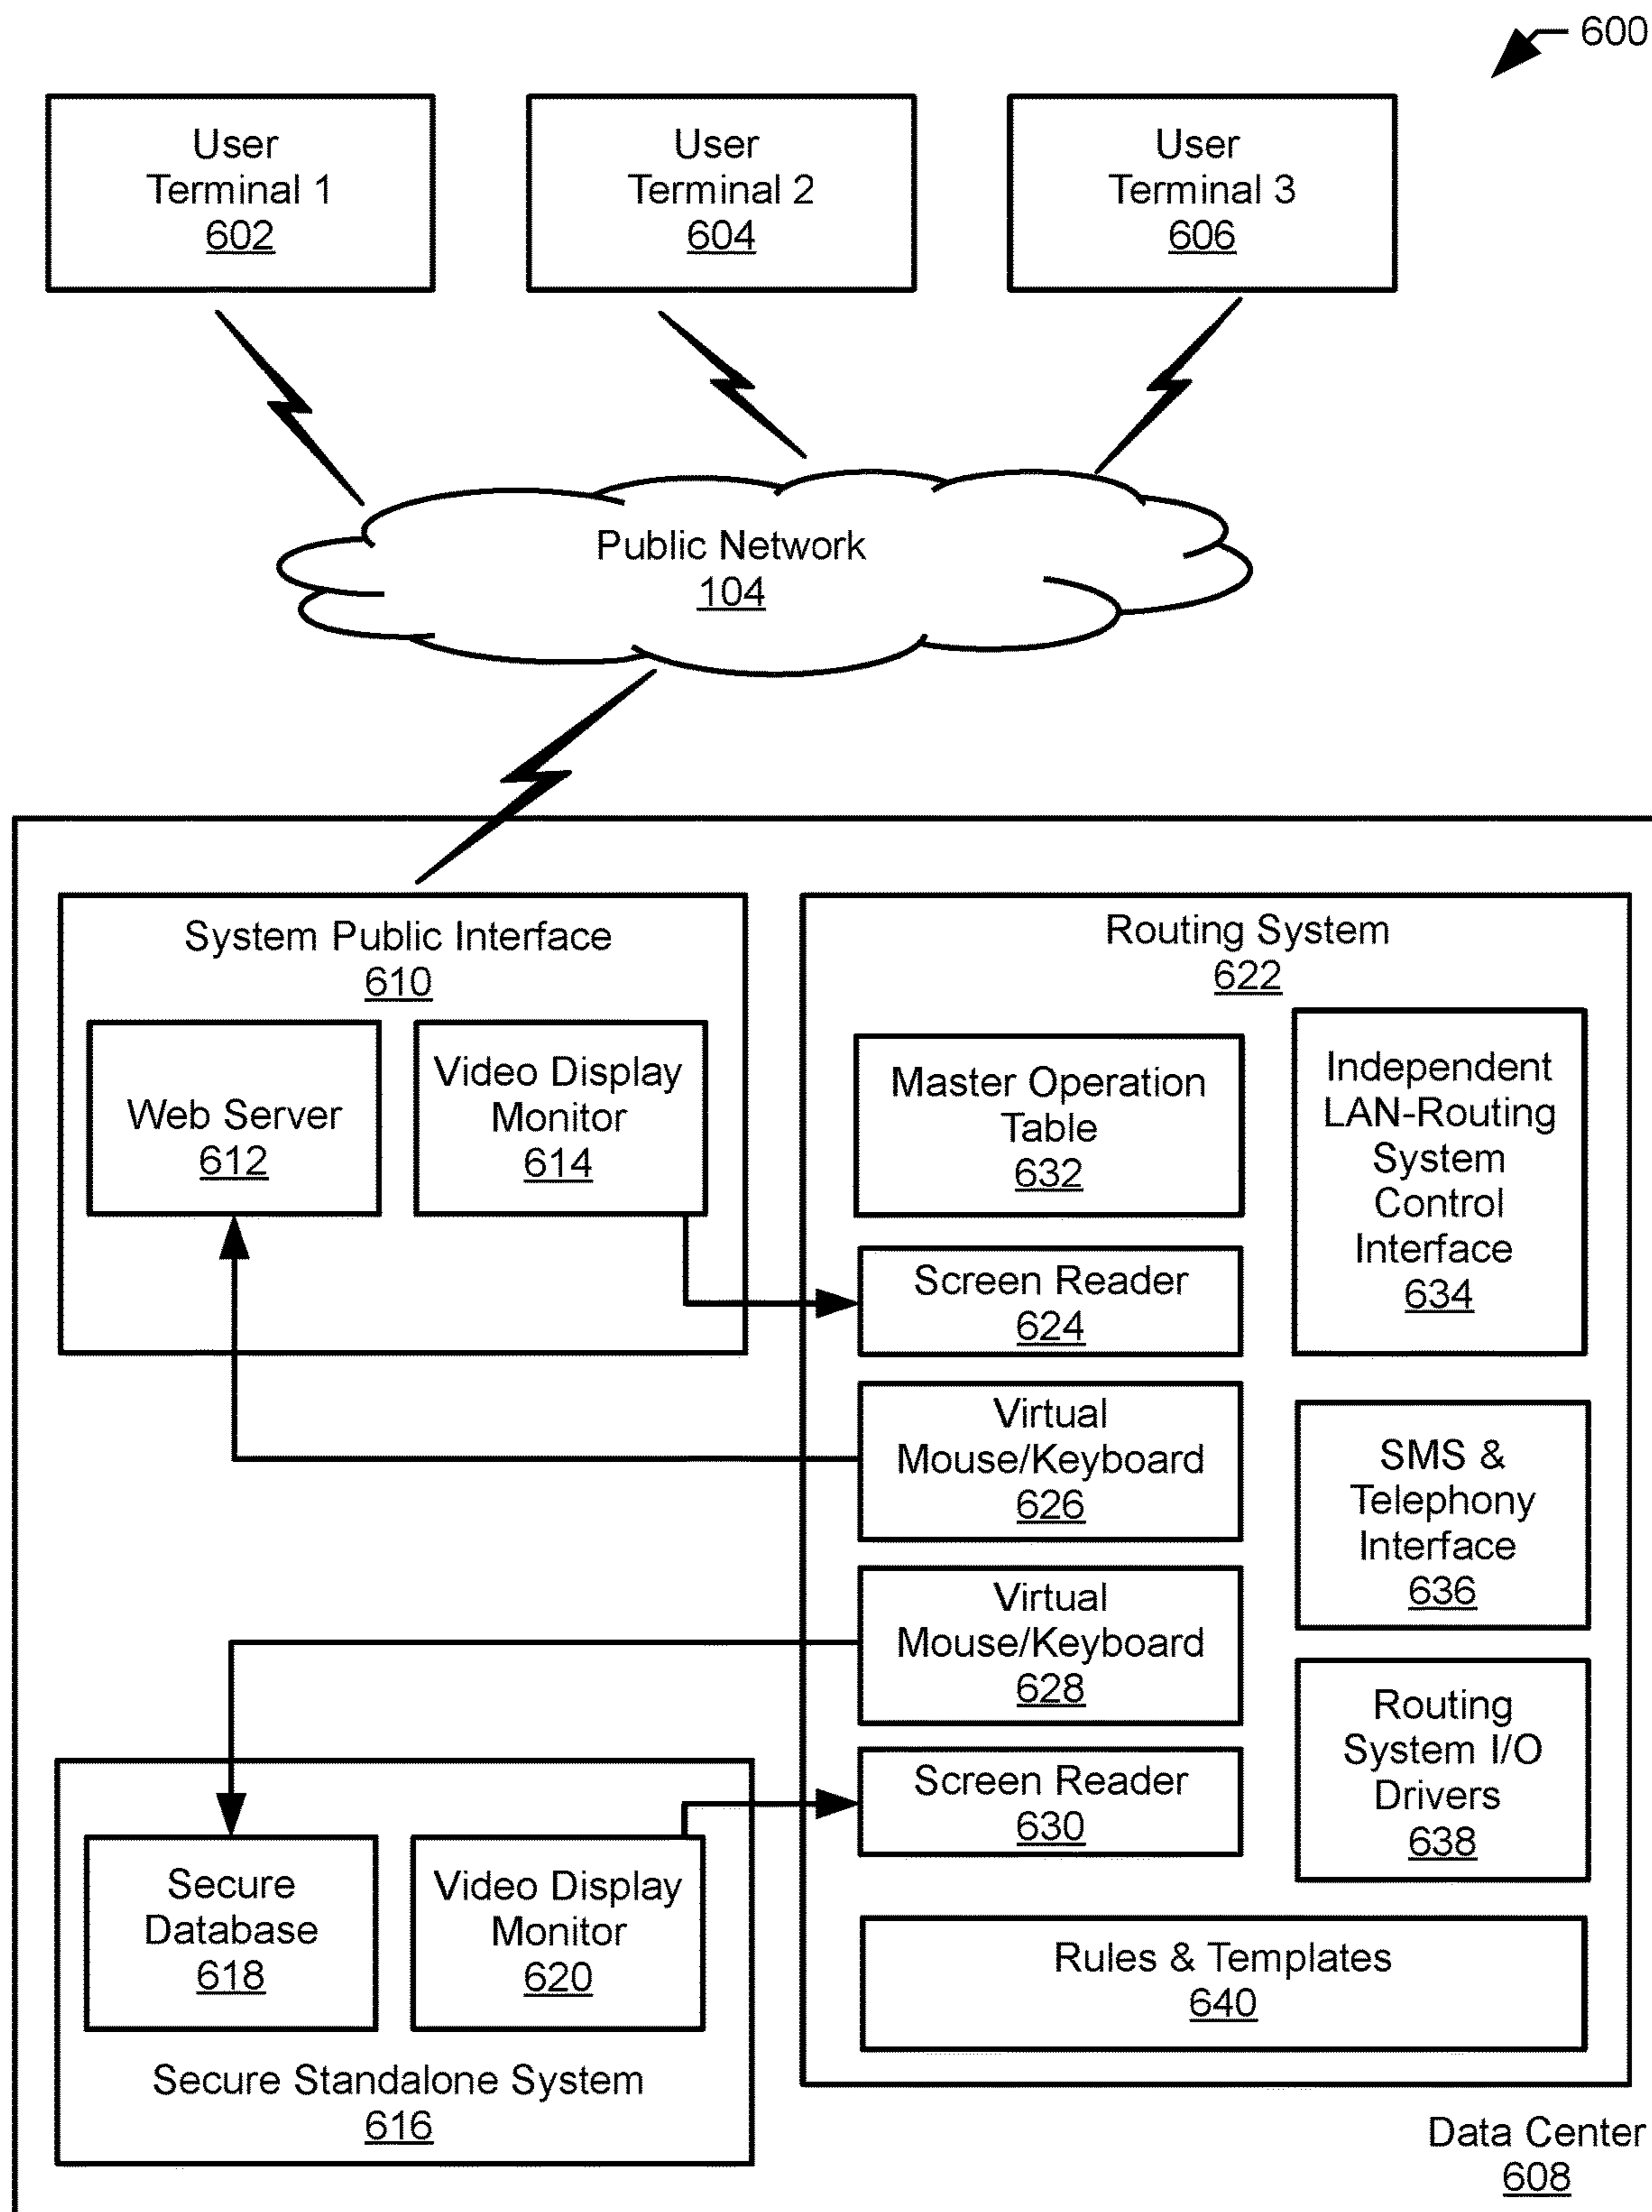 600
User
Terminal 1
602
User
Terminal 2
604
User
Terminal 3
606
Public Network
104
System Public Interface
610
Web Server
612
Video Display
Monitor
614
Routing System
622
Master Operation
Table
632
Independent
LAN-Routing
System
Control
Interface
634
Screen Reader
624
Virtual
Mouse/Keyboard
626
SMS &
Telephony
Interface
636
Virtual
Mouse/Keyboard
628
Routing
System I/O
Drivers
638
Screen Reader
630
Secure
Database
618
Video Display
Monitor
620
Secure Standalone System
616
Rules & Templates
640
Data Center
608